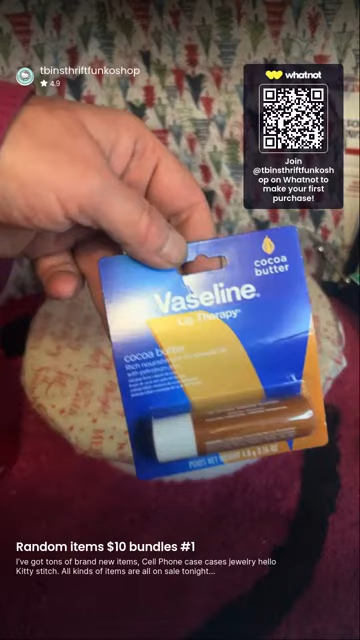 tbinsthriftfunkoshop
★ 4.9
whatnot
Join
@tbinsthriftfunkosh
op on Whatnot to
make your first
purchase!
cocoa
butter
Vaseline®
Lip Therapy®
cocoa butter
with petroleum
Random items $10 bundles #1
I've got tons of brand new items, Cell Phone case cases jewelry hello
Kitty stitch. All kinds of items are all on sale tonight...